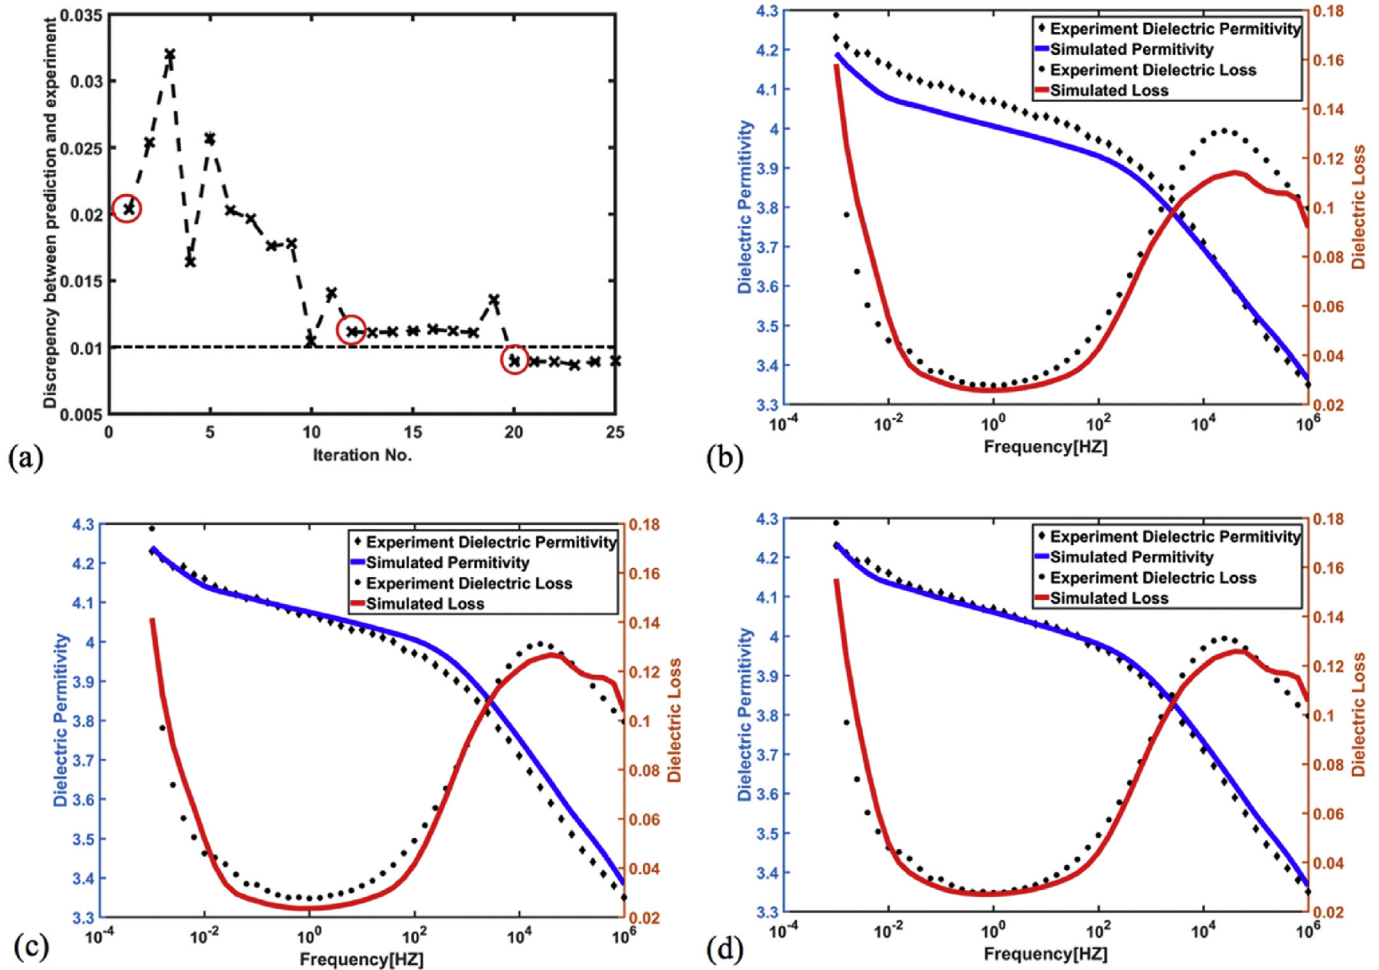 0.035
0.03
0.025
0.02
0.015
0.01
0.005
0 5 10 15 20 25
Discrepency between prediction and experiment
Iteration No.
(a)
4.3
4.2
4.1
4
3.9
3.8
3.7
3.6
3.5
3.4
3.3
Dielectric Permitivity
Experiment Dielectric Permitivity
Simulated Permitivity
Experiment Dielectric Loss
Simulated Loss
0.18
0.16
0.14
0.12
0.1
0.08
0.06
0.04
0.02
Dielectric Loss
10-4 10-2 100 102 104 106
Frequency[HZ]
(b)
4.3
4.2
4.1
4
3.9
3.8
3.7
3.6
3.5
3.4
3.3
Dielectric Permitivity
Experiment Dielectric Permitivity
Simulated Permitivity
Experiment Dielectric Loss
Simulated Loss
0.18
0.16
0.14
0.12
0.1
0.08
0.06
0.04
0.02
Dielectric Loss
10-4 10-2 100 102 104 106
Frequency[HZ]
(c)
4.3
4.2
4.1
4
3.9
3.8
3.7
3.6
3.5
3.4
3.3
Dielectric Permitivity
Experiment Dielectric Permitivity
Simulated Permitivity
Experiment Dielectric Loss
Simulated Loss
0.18
0.16
0.14
0.12
0.1
0.08
0.06
0.04
0.02
Dielectric Loss
10-4 10-2 100 102 104 106
Frequency[HZ]
(d)